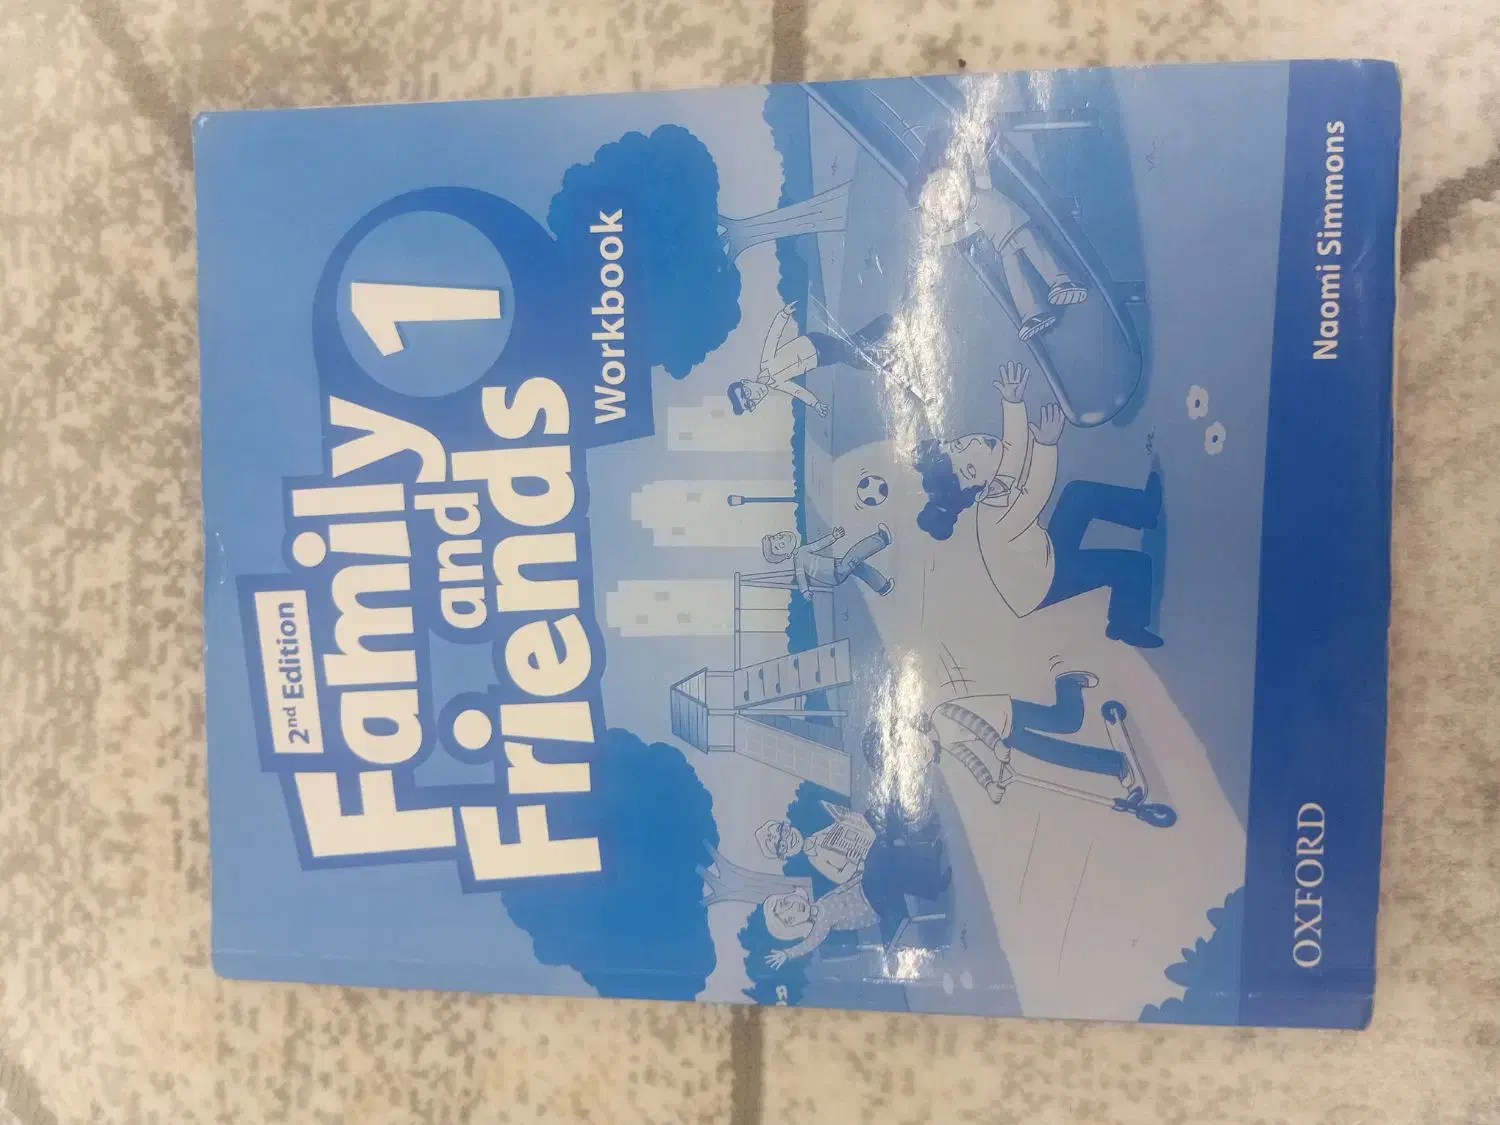 2nd Edition
Family
and
Friends
1
Workbook
OXFORD
Naomi Simmons